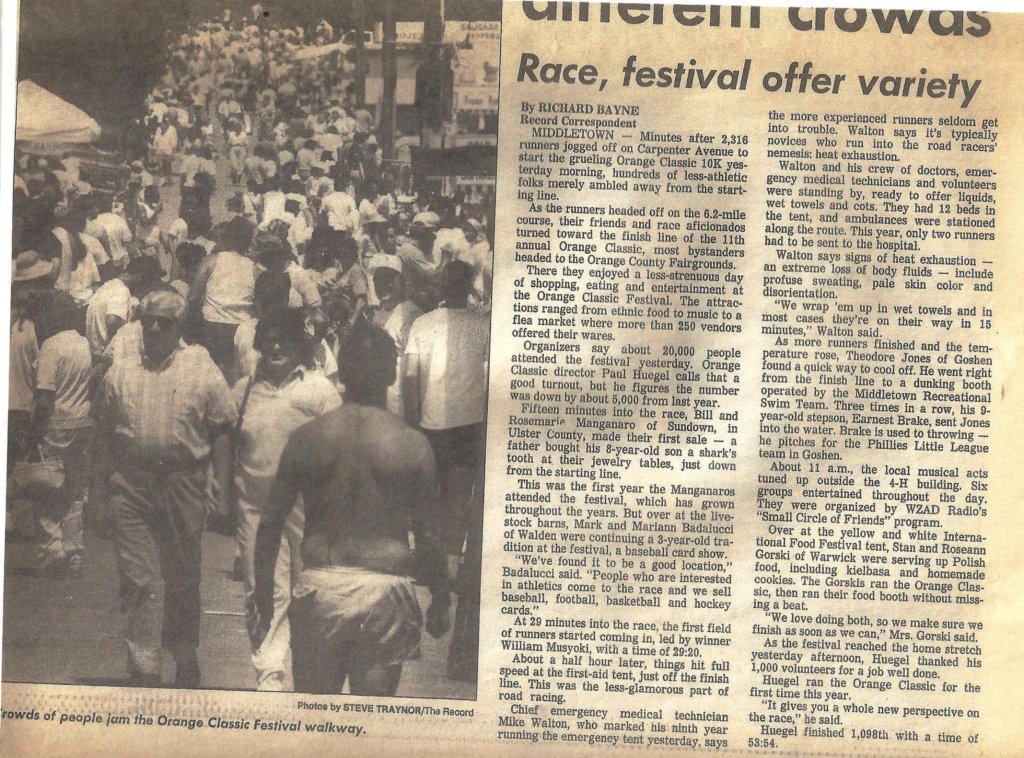 different crowds
Race, festival offer variety
By RICHARD BAYNE
Record Correspondent
MIDDLETOWN — Minutes after 2,316
runners jogged off on Carpenter Avenue to
start the grueling Orange Classic 10K yes-
terday morning, hundreds of less-athletic
folks merely ambled away from the start-
ing line.
As the runners headed off on the 6.2-mile
course, their friends and race aficionados
turned toward the finish line of the 11th
annual Orange Classic, most bystanders
headed to the Orange County Fairgrounds.
There they enjoyed a less-strenuous day
of shopping, eating and entertainment at
the Orange Classic Festival. The attrac-
tions ranged from ethnic food to music to a
flea market where more than 250 vendors
offered their wares.
Organizers say about 20,000 people
attended the festival yesterday. Orange
Classic director Paul Huegel calls that a
good turnout, but he figures the number
was down by about 5,000 from last year.
Fifteen minutes into the race, Bill and
Rosemarie Manganaro of Sundown, in
Ulster County, made their first sale — a
father bought his 8-year-old son a shark's
tooth at their jewelry tables, just down
from the starting line.
This was the first year the Manganaros
attended the festival, which has grown
throughout the years. But over at the live-
stock barns, Mark and Mariann Badalucci
of Walden were continuing a 3-year-old tra-
dition at the festival, a baseball card show.
"We've found it to be a good location,"
Badalucci said. "People who are interested
in athletics come to the race and we sell
baseball, football, basketball and hockey
cards."
At 29 minutes into the race, the first field
of runners started coming in, led by winner
William Musyoki, with a time of 29:20.
About a half hour later, things hit full
speed at the first-aid tent, just off the finish
line. This was the less-glamorous part of
road racing.
Chief emergency medical technician
Mike Walton, who marked his ninth year
running the emergency tent yesterday, says
the more experienced runners seldom get
into trouble. Walton says it's typically
novices who run into the road racers'
nemesis: heat exhaustion.
Walton and his crew of doctors, emer-
gency medical technicians and volunteers
were standing by, ready to offer liquids,
wet towels and cots. They had 12 beds in
the tent, and ambulances were stationed
along the route. This year, only two runners
had to be sent to the hospital.
Walton says signs of heat exhaustion —
an extreme loss of body fluids — include
profuse sweating, pale skin color and
disorientation.
"We wrap 'em up in wet towels and in
most cases they're on their way in 15
minutes," Walton said.
As more runners finished and the tem-
perature rose, Theodore Jones of Goshen
found a quick way to cool off. He went right
from the finish line to a dunking booth
operated by the Middletown Recreational
Swim Team. Three times in a row, his 9-
year-old stepson, Earnest Brake, sent Jones
into the water. Brake is used to throwing —
he pitches for the Phillies Little League
team in Goshen.
About 11 a.m., the local musical acts
tuned up outside the 4-H building. Six
groups entertained throughout the day.
They were organized by WZAD Radio's
"Small Circle of Friends" program.
Over at the yellow and white Interna-
tional Food Festival tent, Stan and Roseann
Gorski of Warwick were serving up Polish
food, including kielbasa and homemade
cookies. The Gorskis ran the Orange Clas-
sic, then ran their food booth without miss-
ing a beat.
"We love doing both, so we make sure we
finish as soon as we can," Mrs. Gorski said.
As the festival reached the home stretch
yesterday afternoon, Huegel thanked his
1,000 volunteers for a job well done.
Huegel ran the Orange Classic for the
first time this year.
"It gives you a whole new perspective on
the race," he said.
Huegel finished 1,098th with a time of
53:54.
Photos by STEVE TRAYNOR/The Record
rowds of people jam the Orange Classic Festival walkway.